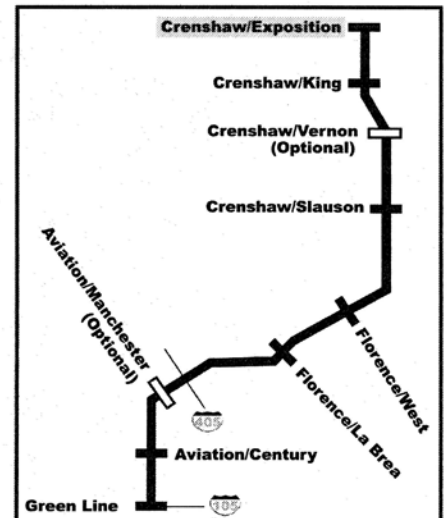 Crenshaw/Exposition
Crenshaw/King
Crenshaw/Vernon
(Optional)
Crenshaw/Slauson
Aviation/Manchester
(Optional)
Florence/West
Florence/La Brea
405
Aviation/Century
Green Line
105